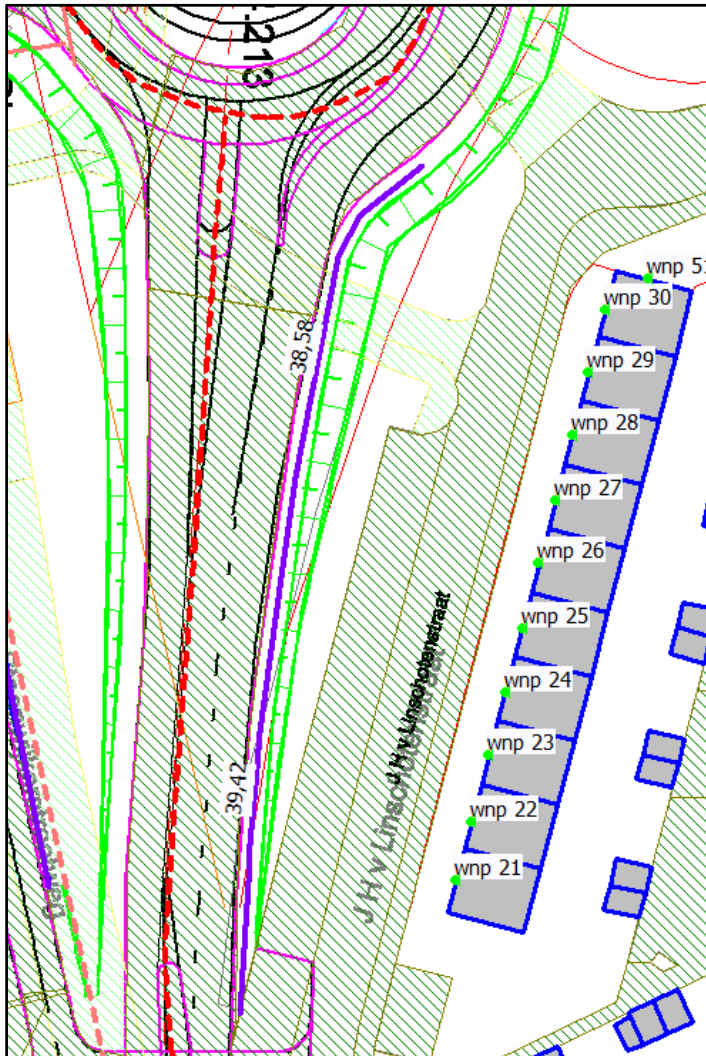 .213
wnp 51
wnp 30
wnp 29
38,58
wnp 28
wnp 27
wnp 26
wnp 25
J H v Linschotenstraat
J H v Linschotenstraat
wnp 24
wnp 23
39,42
wnp 22
wnp 21